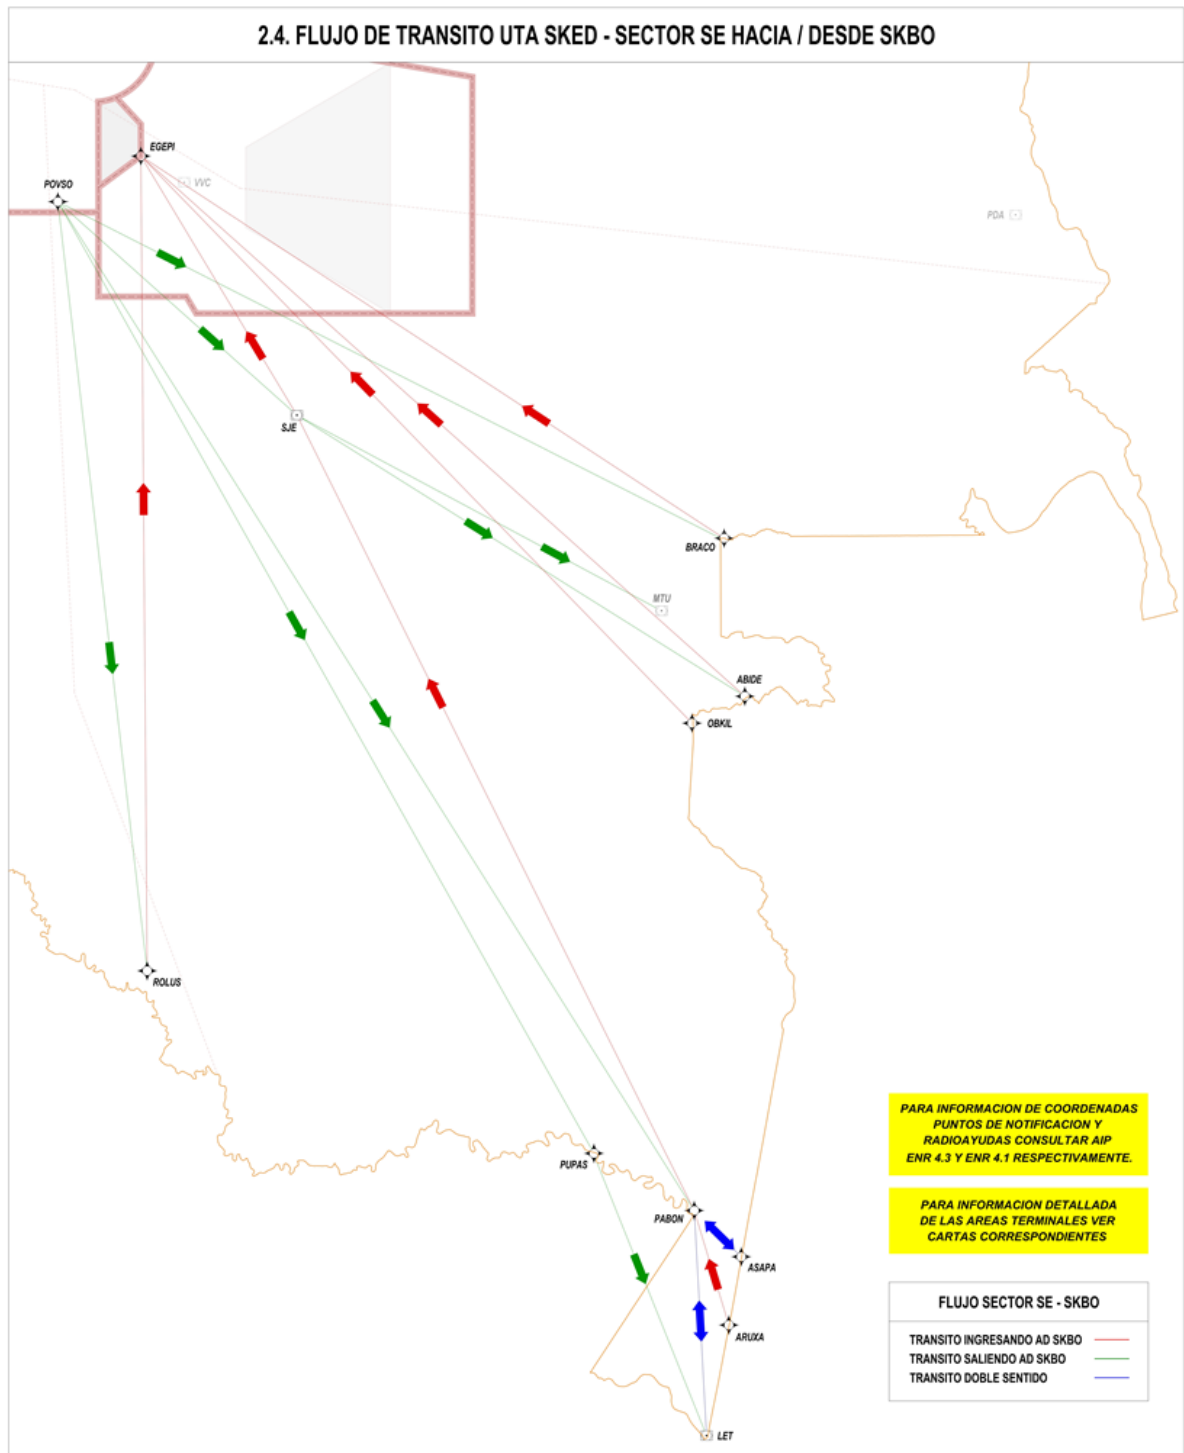 2.4. FLUJO DE TRANSITO UTA SKED - SECTOR SE HACIA / DESDE SKBO
EGEPI
VVC
POVSO
PDA
SJE
BRACO
MTU
ABIDE
OBKIL
ROLUS
PUPAS
PABON
ASAPA
ARUXA
LET
PARA INFORMACION DE COORDENADAS
PUNTOS DE NOTIFICACION Y
RADIOAYUDAS CONSULTAR AIP
ENR 4.3 Y ENR 4.1 RESPECTIVAMENTE.
PARA INFORMACION DETALLADA
DE LAS AREAS TERMINALES VER
CARTAS CORRESPONDIENTES
FLUJO SECTOR SE - SKBO
TRANSITO INGRESANDO AD SKBO
TRANSITO SALIENDO AD SKBO
TRANSITO DOBLE SENTIDO